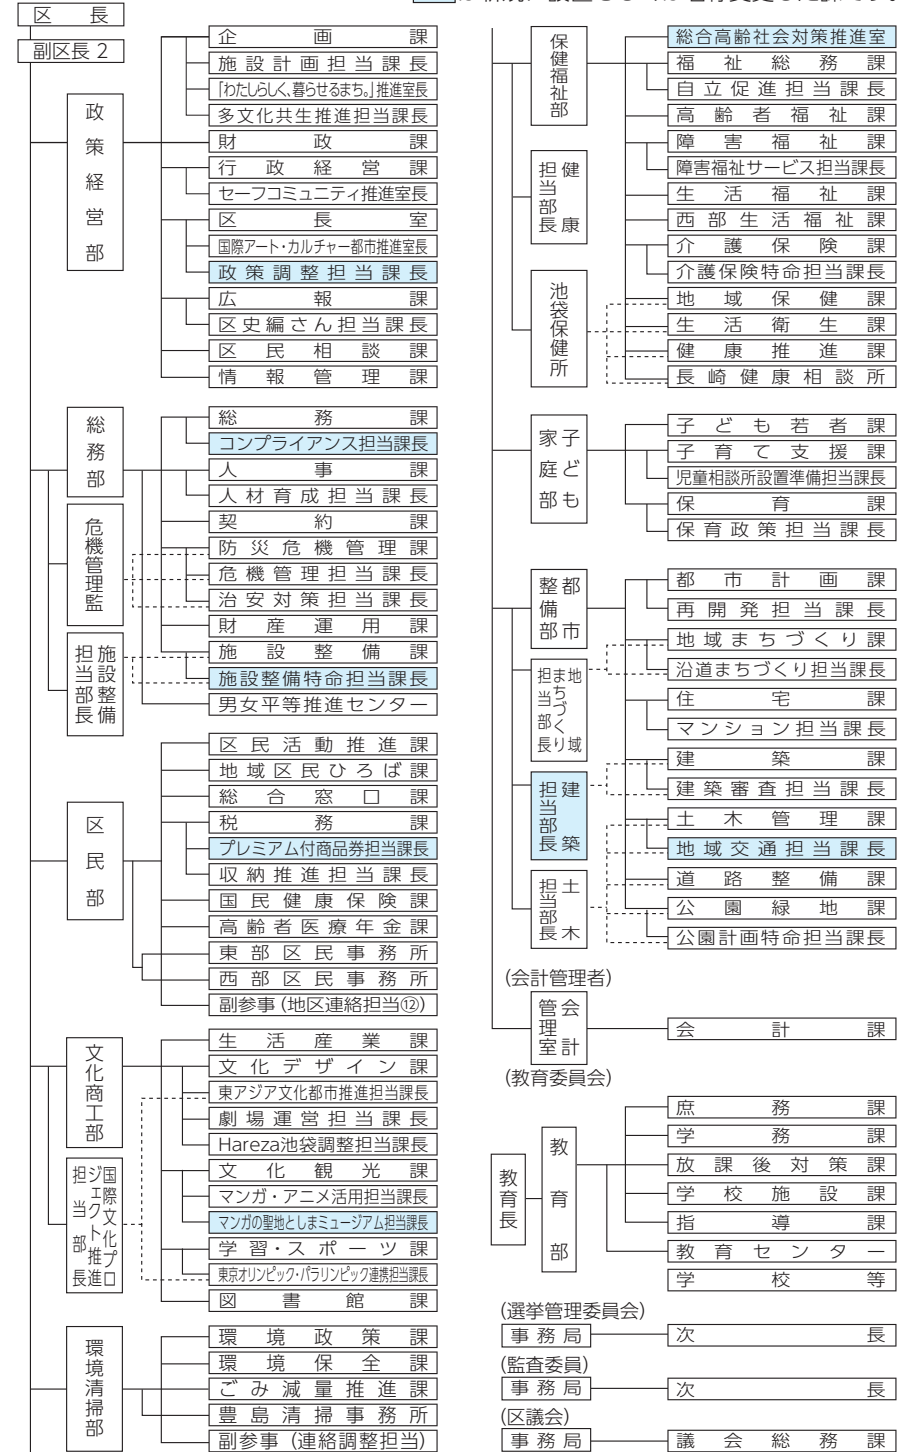 区長
副区長 2
政策経営部
企画課
施設計画担当課長
「わたしらしく、暮らせるまち。」推進室長
多文化共生推進担当課長
財政課
行政経営課
セーフコミュニティ推進室長
区長室
国際アート・カルチャー都市推進室長
政策調整担当課長
広報課
区史編さん担当課長
区民相談課
情報管理課
総務部
危機管理監
施設整備担当部長
総務課
コンプライアンス担当課長
人事課
人材育成担当課長
契約課
防災危機管理課
危機管理担当課長
治安対策担当課長
財産運用課
施設整備課
施設整備特命担当課長
男女平等推進センター
区民部
区民活動推進課
地域区民ひろば課
総合窓口課
税務課
プレミアム付商品券担当課長
収納推進担当課長
国民健康保険課
高齢者医療年金課
東部区民事務所
西部区民事務所
副参事(地区連絡担当⑫)
文化商工部
国際文化プロジェクト推進担当部長
生活産業課
文化デザイン課
東アジア文化都市推進担当課長
劇場運営担当課長
Hareza池袋調整担当課長
文化観光課
マンガ・アニメ活用担当課長
マンガの聖地としまミュージアム担当課長
学習・スポーツ課
東京オリンピック・パラリンピック連携担当課長
図書館課
環境清掃部
環境政策課
環境保全課
ごみ減量推進課
豊島清掃事務所
副参事(連絡調整担当)
保健福祉部
健康担当部長
池袋保健所
総合高齢社会対策推進室
福祉総務課
自立促進担当課長
高齢者福祉課
障害福祉課
障害福祉サービス担当課長
生活福祉課
西部生活福祉課
介護保険課
介護保険特命担当課長
地域保健課
生活衛生課
健康推進課
長崎健康相談所
子ども家庭部
子ども若者課
子育て支援課
児童相談所設置準備担当課長
保育課
保育政策担当課長
都市整備部
地域まちづくり担当部長
建築担当部長
土木担当部長
都市計画課
再開発担当課長
地域まちづくり課
沿道まちづくり担当課長
住宅課
マンション担当課長
建築課
建築審査担当課長
土木管理課
地域交通担当課長
道路整備課
公園緑地課
公園計画特命担当課長
(会計管理者)
会計管理室
会計課
(教育委員会)
教育長
教育部
庶務課
学務課
放課後対策課
学校施設課
指導課
教育センター
学校等
(選挙管理委員会)
事務局
次長
(監査委員)
事務局
次長
(区議会)
事務局
議会総務課